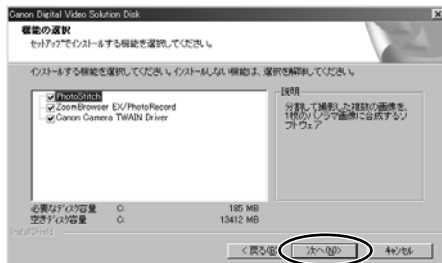 Canon Digital Video Solution Disk
機能の選択
セットアップでインストールする機能を選択してください。
インストールする機能を選択してください。インストールしない機能は、選択を解除してください。
PhotoStitch
ZoomBrowser EX/PhotoRecord
Canon Camera TWAIN Driver
説明
分割して撮影した複数の画像を、
1枚のパノラマ画像に合成するソ
フトウェア
必要なディスク容量 C: 185 MB
空きディスク容量 C: 13412 MB
InstallShield
< 戻る(B) 次へ(N)> キャンセル